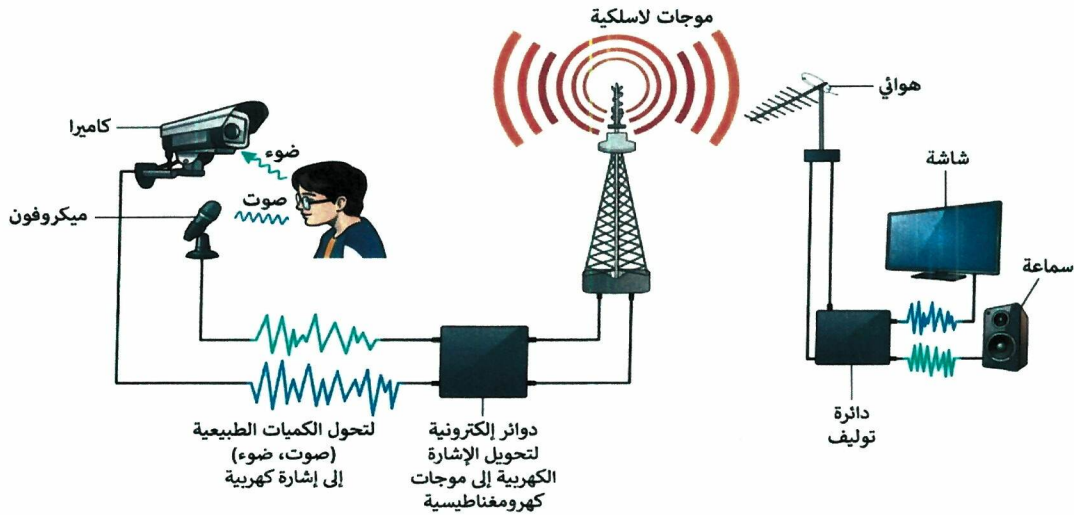 موجات لاسلكية
هوائي
كاميرا
ضوء
شاشة
صوت
ميكروفون
سماعة
لتحول الكميات الطبيعية
(صوت، ضوء)
إلى إشارة كهربية
دوائر إلكترونية
لتحويل الإشارة
الكهربية إلى موجات
كهرومغناطيسية
دائرة
توليف